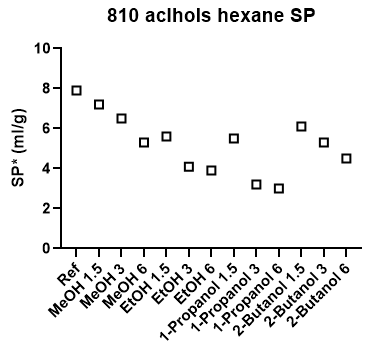 810 aclhols hexane SP
SP* (ml/g)
10
8
6
4
2
0
Ref
MeOH 1.5
MeOH 3
MeOH 6
EtOH 1.5
EtOH 3
EtOH 6
1-Propanol 1.5
1-Propanol 3
1-Propanol 6
2-Butanol 1.5
2-Butanol 3
2-Butanol 6